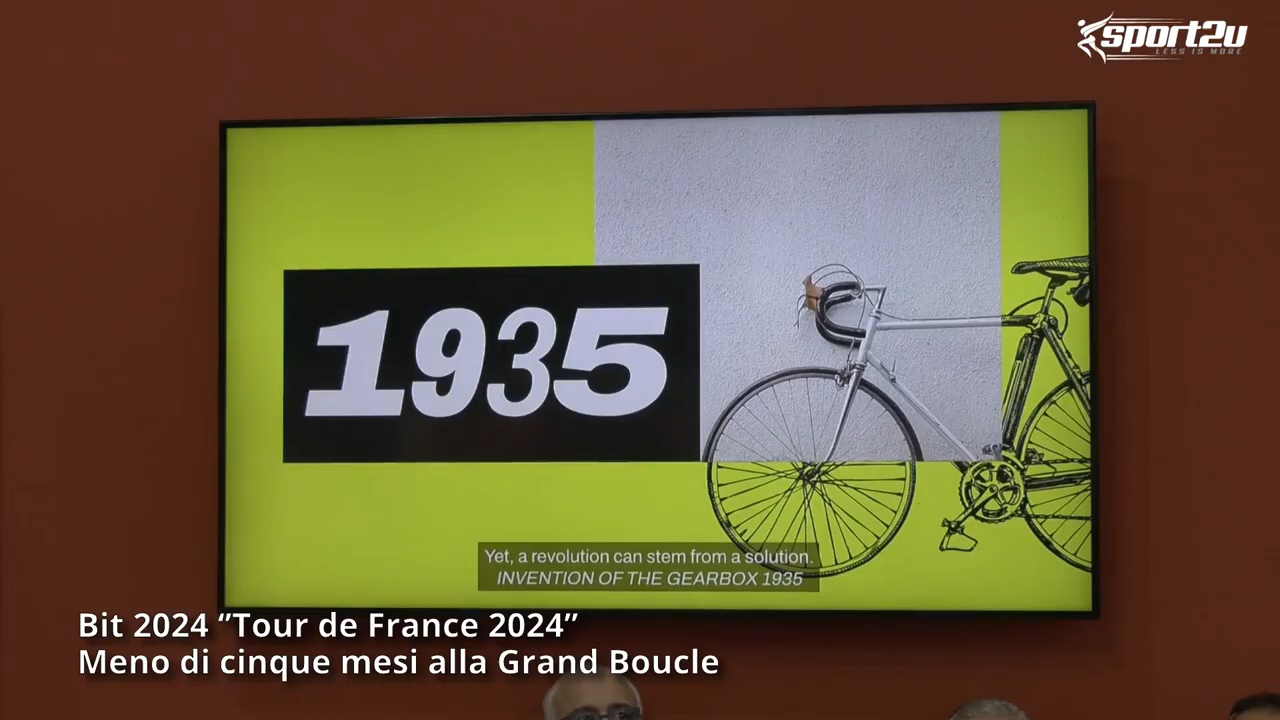 sport2u
LESS IS MORE
1935
Yet, a revolution can stem from a solution.
INVENTION OF THE GEARBOX 1935
Bit 2024 “Tour de France 2024”
Meno di cinque mesi alla Grand Boucle